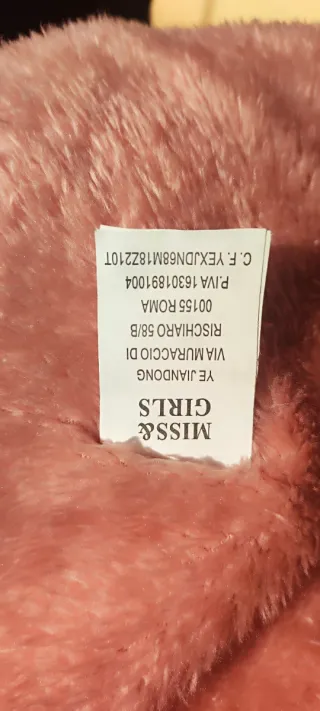 MISS&
GIRLS
YE JIANDONG
VIA MURACCIO DI
RISCHIARO 58/B
00155 ROMA
P.IVA 16301891004
C. F. YEXJDN68M18Z210T